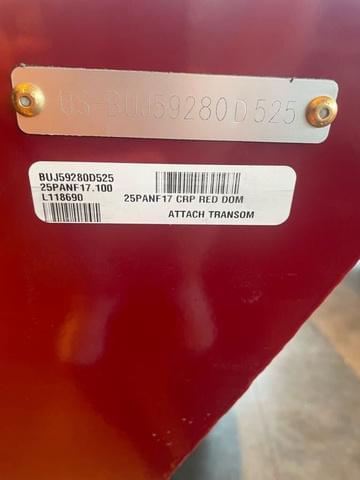 US-BUJ59280D525
BUJ59280D525
25PANF17.100
L118690 25PANF17 CRP RED DOM
ATTACH TRANSOM